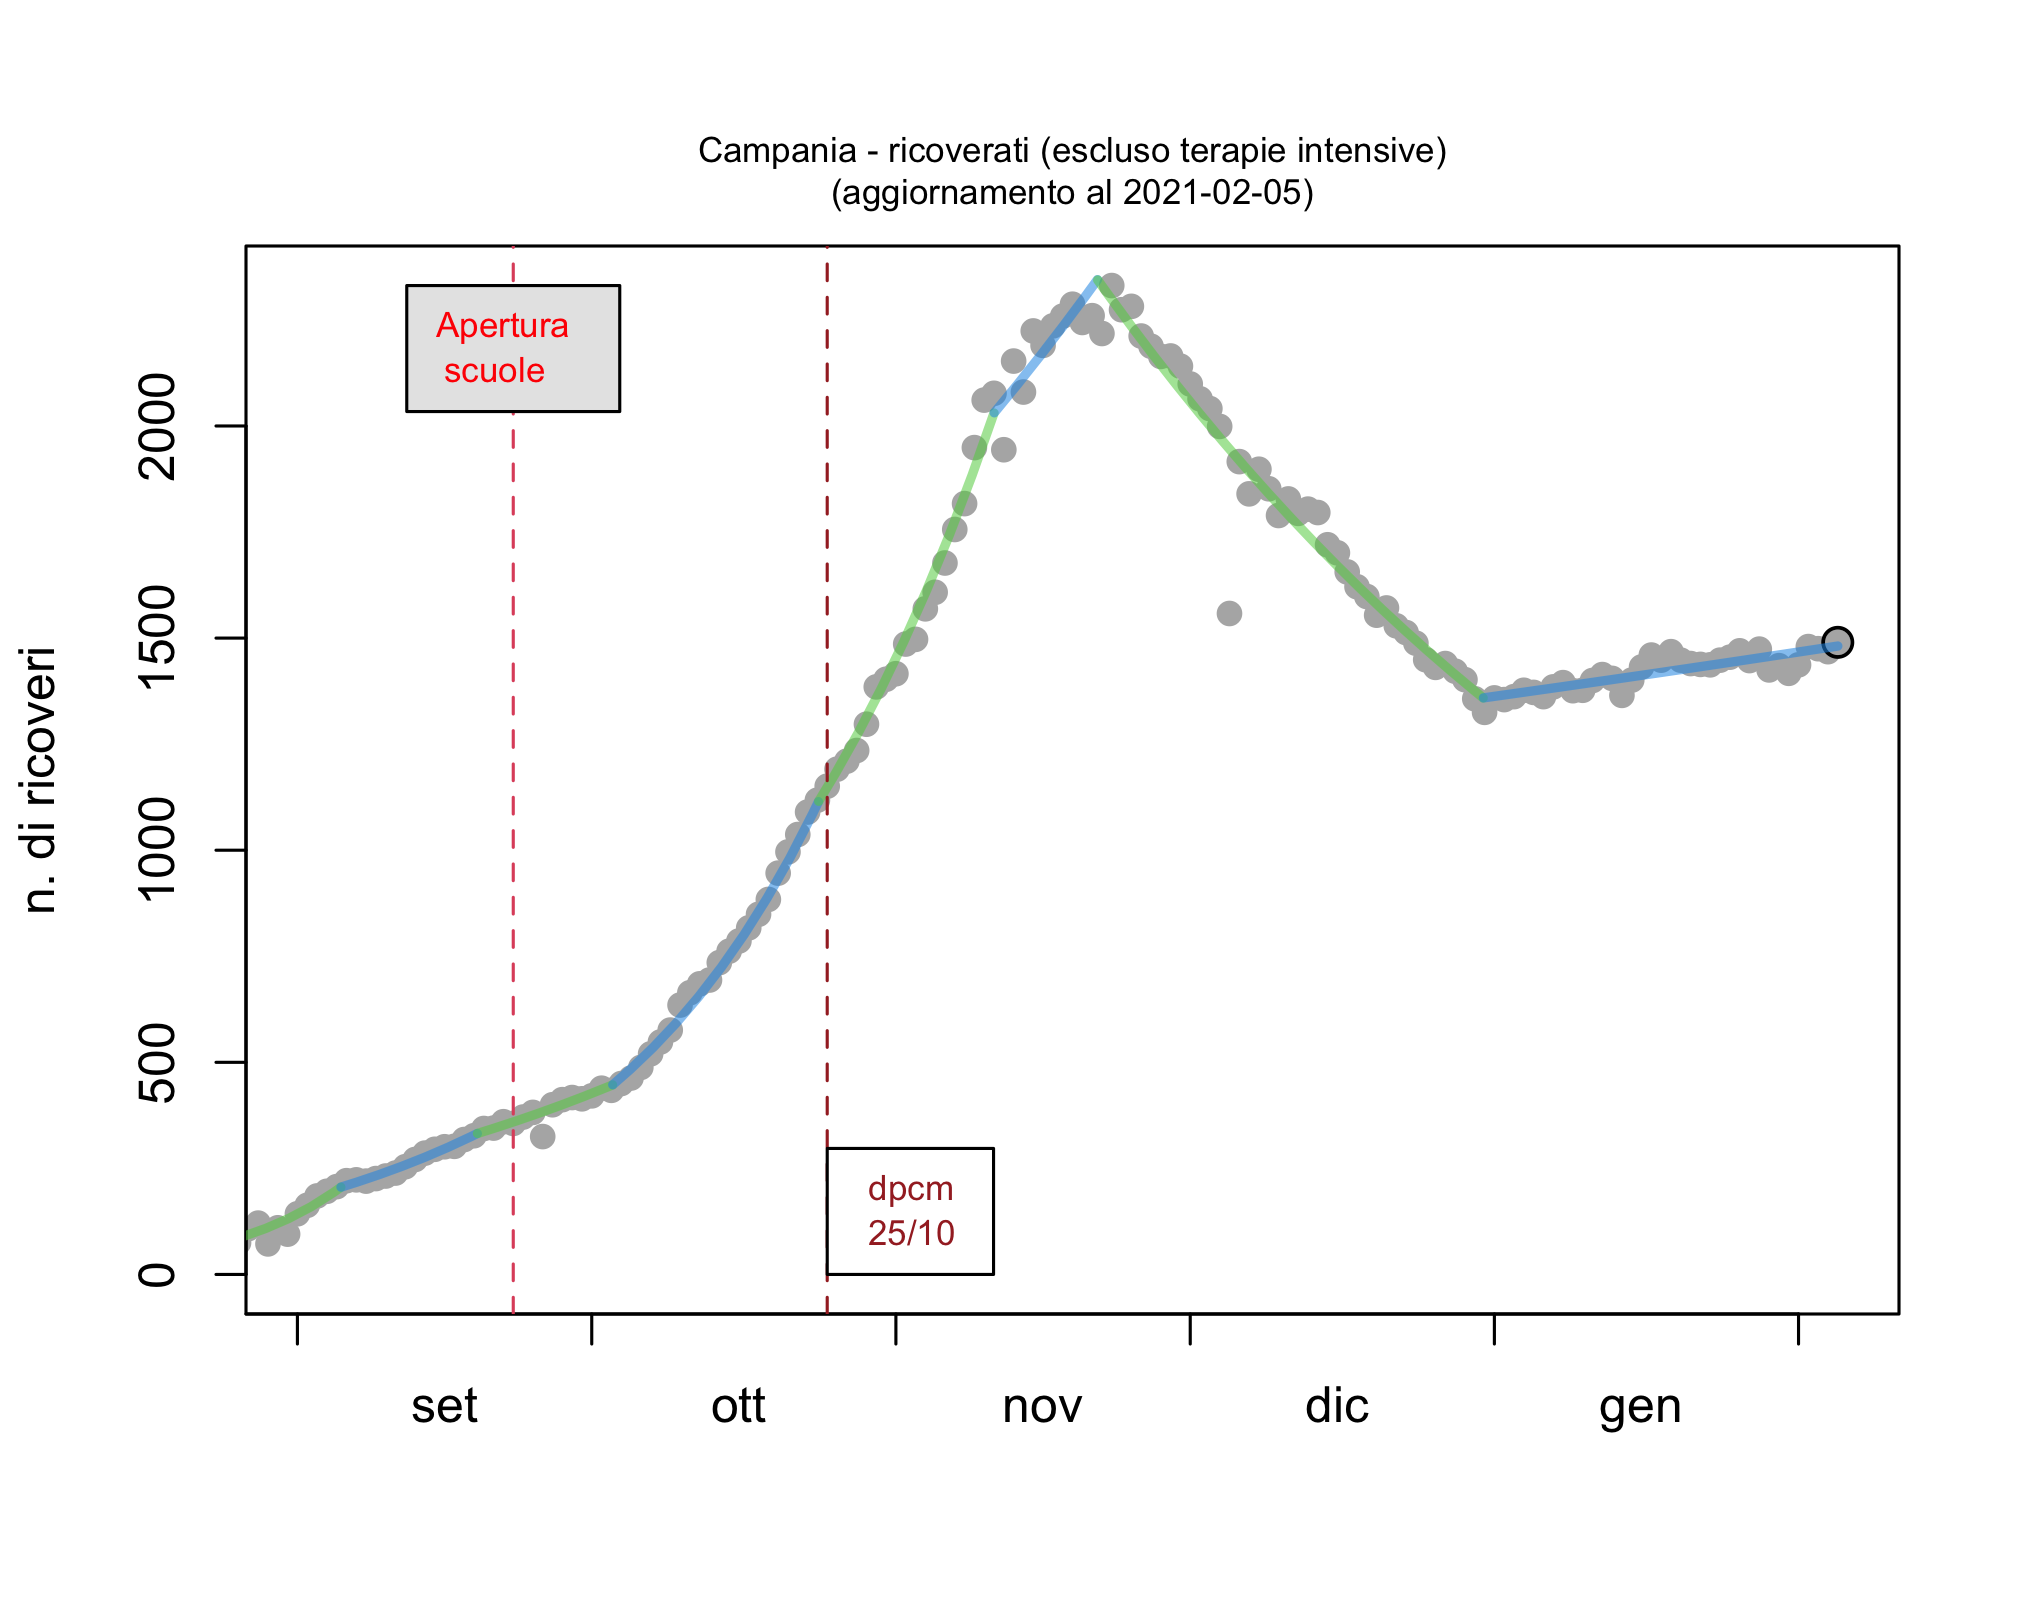 Campania - ricoverati (escluso terapie intensive)
(aggiornamento al 2021-02-05)
Apertura
scuole
n. di ricoveri
2000
1500
1000
500
0
dpcm
25/10
set
ott
nov
dic
gen